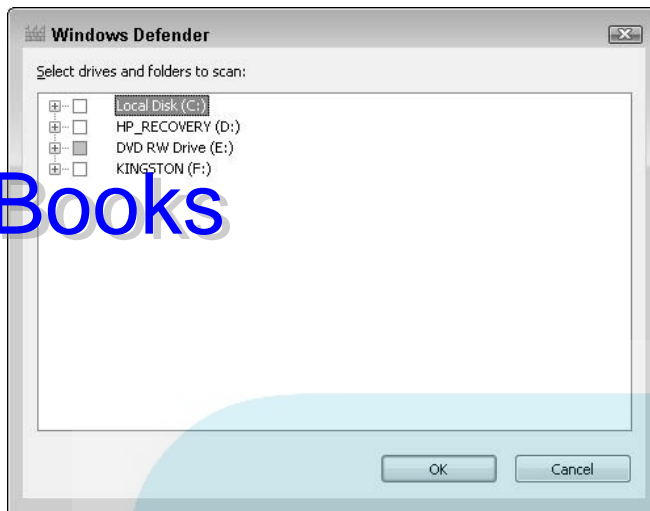 Windows Defender
Select drives and folders to scan:
Local Disk (C:)
HP_RECOVERY (D:)
DVD RW Drive (E:)
KINGSTON (F:)
Books
OK
Cancel